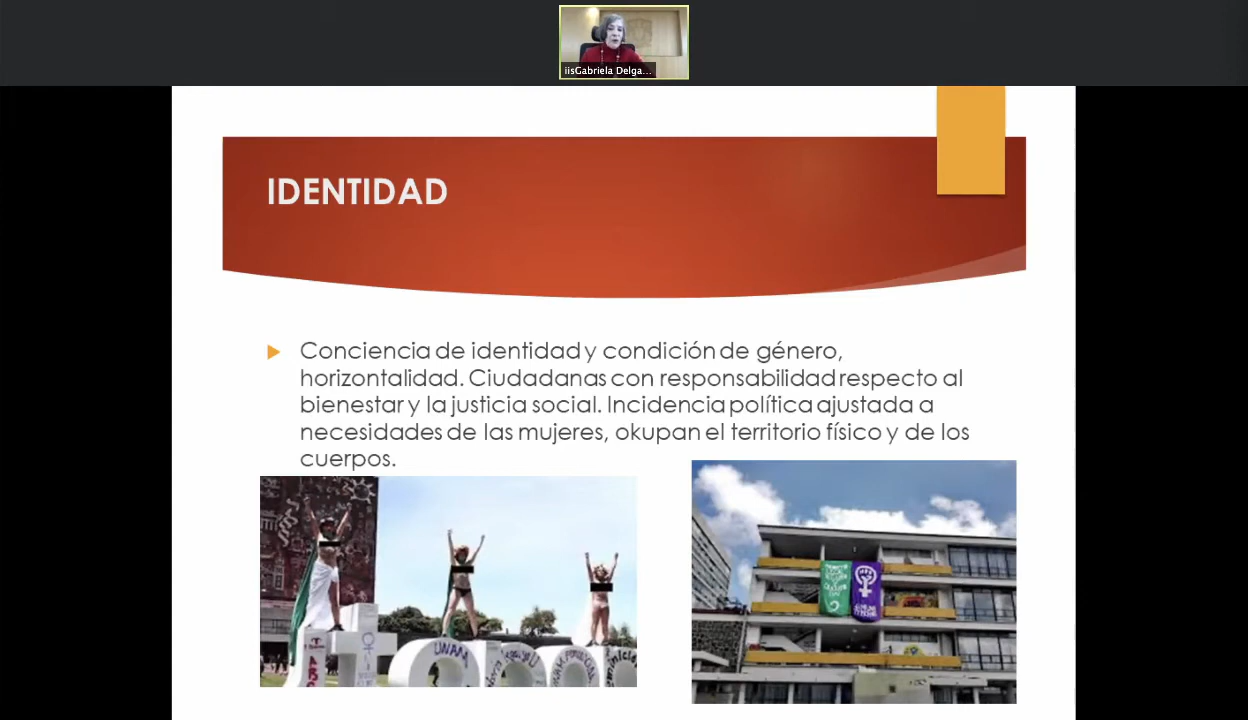 iisGabriela Delga...
IDENTIDAD
Conciencia de identidad y condición de género,
horizontalidad. Ciudadanas con responsabilidad respecto al
bienestar y la justicia social. Incidencia política ajustada a
necesidades de las mujeres, okupan el territorio físico y de los
cuerpos.
UNAM